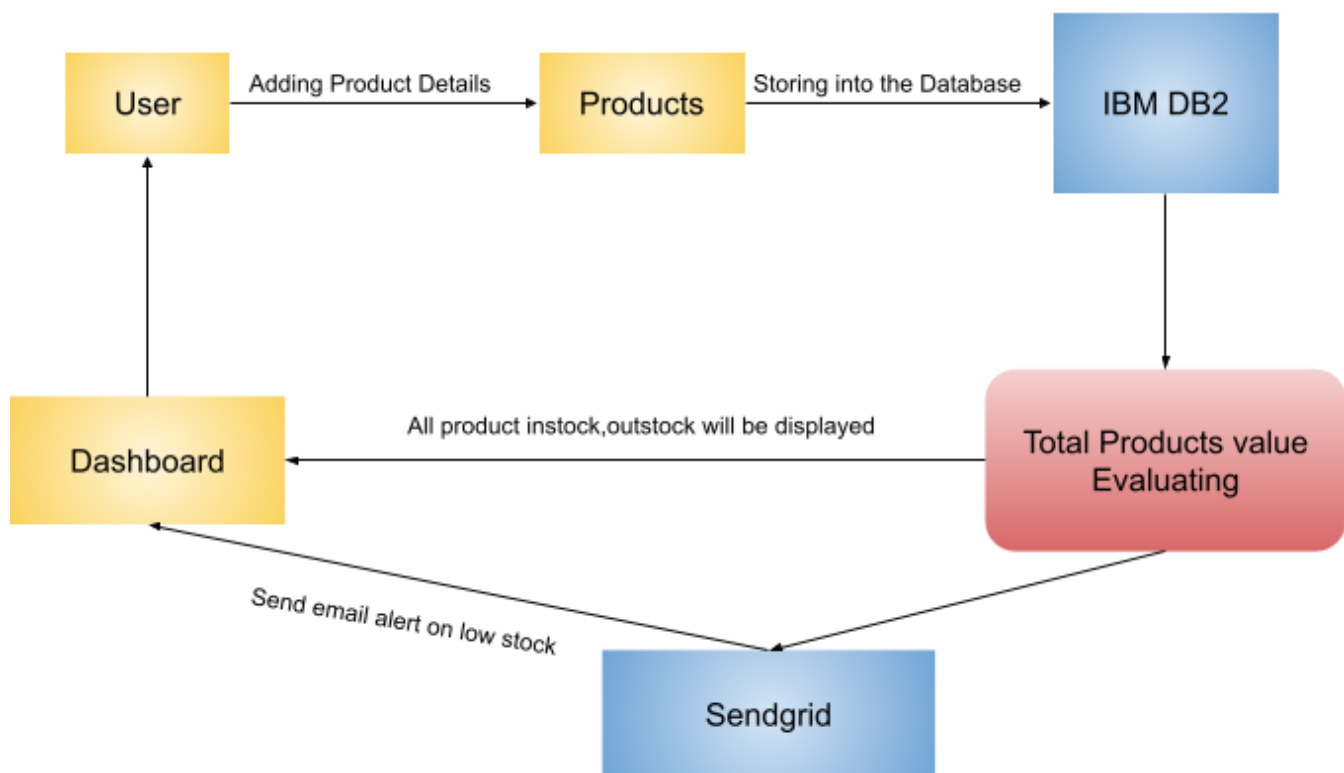 User
Adding Product Details
Products
Storing into the Database
IBM DB2
Dashboard
All product instock,outstock will be displayed
Total Products value
Evaluating
Send email alert on low stock
Sendgrid